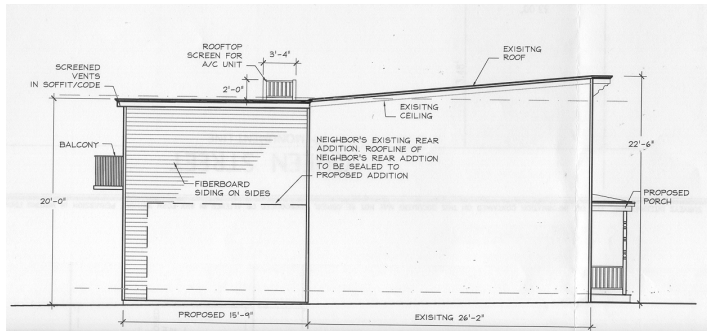 ROOFTOP
SCREEN FOR
A/C UNIT
3'-4"
EXISITNG
ROOF
SCREENED
VENTS
IN SOFFIT/CODE
2'-0"
EXISITNG
CEILING
BALCONY
NEIGHBOR'S EXISTING REAR
ADDITION. ROOFLINE OF
NEIGHBOR'S REAR ADDTION
TO BE SEALED TO
PROPOSED ADDITION
22'-6"
FIBERBOARD
SIDING ON SIDES
PROPOSED
PORCH
20'-0"
PROPOSED 15'-9"
EXISITNG 26'-2"